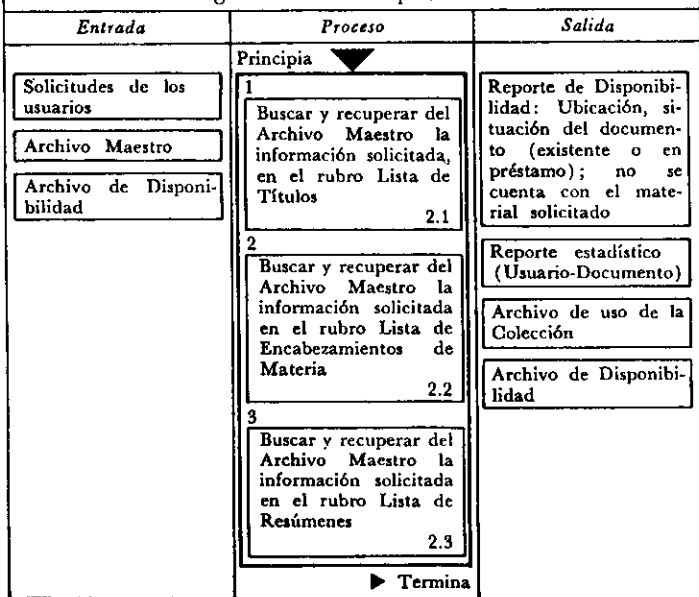 Entrada
Proceso
Salida
Solicitudes de los
usuarios
Archivo Maestro
Archivo de Disponi-
bilidad
Principia
1
Buscar y recuperar del
Archivo Maestro la
información solicitada,
en el rubro Lista de
Títulos
2.1
2
Buscar y recuperar del
Archivo Maestro la
información solicitada
en el rubro Lista de
Encabezamientos de
Materia
2.2
3
Buscar y recuperar del
Archivo Maestro la
información solicitada
en el rubro Lista de
Resúmenes
2.3
Termina
Reporte de Disponibi-
lidad: Ubicación, si-
tuación del documen-
to (existente o en
préstamo); no se
cuenta con el mate-
rial solicitado
Reporte estadístico
(Usuario-Documento)
Archivo de uso de la
Colección
Archivo de Disponibi-
lidad